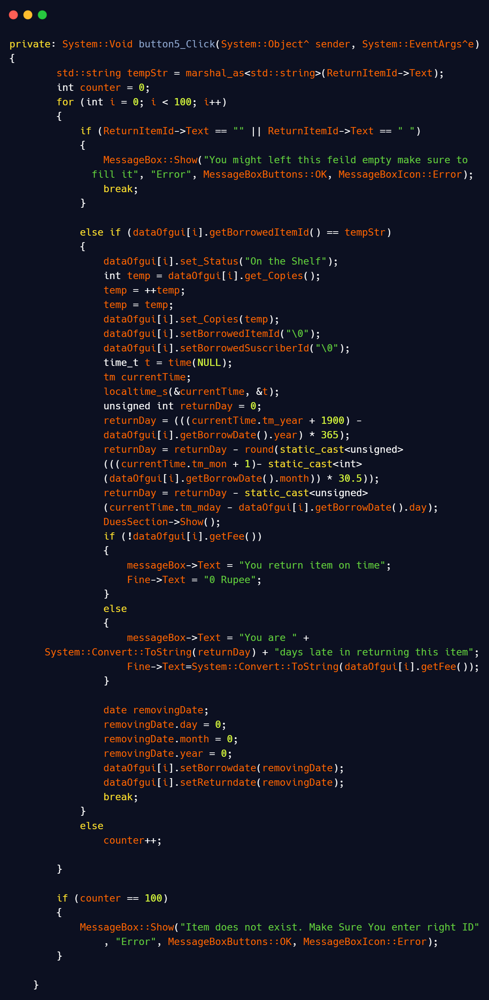 private: System::Void button5_Click(System::Object^ sender, System::EventArgs^e)
{
        std::string tempStr = marshal_as<std::string>(ReturnItemId->Text);
        int counter = 0;
        for (int i = 0; i < 100; i++)
        {
            if (ReturnItemId->Text == "" || ReturnItemId->Text == " ")
            {
                MessageBox::Show("You might left this feild empty make sure to
              fill it", "Error", MessageBoxButtons::OK, MessageBoxIcon::Error);
                break;
            }

            else if (dataOfgui[i].getBorrowedItemId() == tempStr)
            {
                dataOfgui[i].set_Status("On the Shelf");
                int temp = dataOfgui[i].get_Copies();
                temp = ++temp;
                temp = temp;
                dataOfgui[i].set_Copies(temp);
                dataOfgui[i].setBorrowedItemId("\0");
                dataOfgui[i].setBorrowedSuscriberId("\0");
                time_t t = time(NULL);
                tm currentTime;
                localtime_s(&currentTime, &t);
                unsigned int returnDay = 0;
                returnDay = (((currentTime.tm_year + 1900) -
                dataOfgui[i].getBorrowDate().year) * 365);
                returnDay = returnDay - round(static_cast<unsigned>
                (((currentTime.tm_mon + 1)- static_cast<int>
                (dataOfgui[i].getBorrowDate().month)) * 30.5));
                returnDay = returnDay - static_cast<unsigned>
                (currentTime.tm_mday - dataOfgui[i].getBorrowDate().day);
                DuesSection->Show();
                if (!dataOfgui[i].getFee())
                {
                    messageBox->Text = "You return item on time";
                    Fine->Text = "0 Rupee";
                }
                else
                {
                    messageBox->Text = "You are " +
      System::Convert::ToString(returnDay) + "days late in returning this item";
                    Fine->Text=System::Convert::ToString(dataOfgui[i].getFee());
                }

                date removingDate;
                removingDate.day = 0;
                removingDate.month = 0;
                removingDate.year = 0;
                dataOfgui[i].setBorrowdate(removingDate);
                dataOfgui[i].setReturndate(removingDate);
                break;
            }
            else
                counter++;

        }

        if (counter == 100)
        {
            MessageBox::Show("Item does not exist. Make Sure You enter right ID"
                , "Error", MessageBoxButtons::OK, MessageBoxIcon::Error);
        }

    }